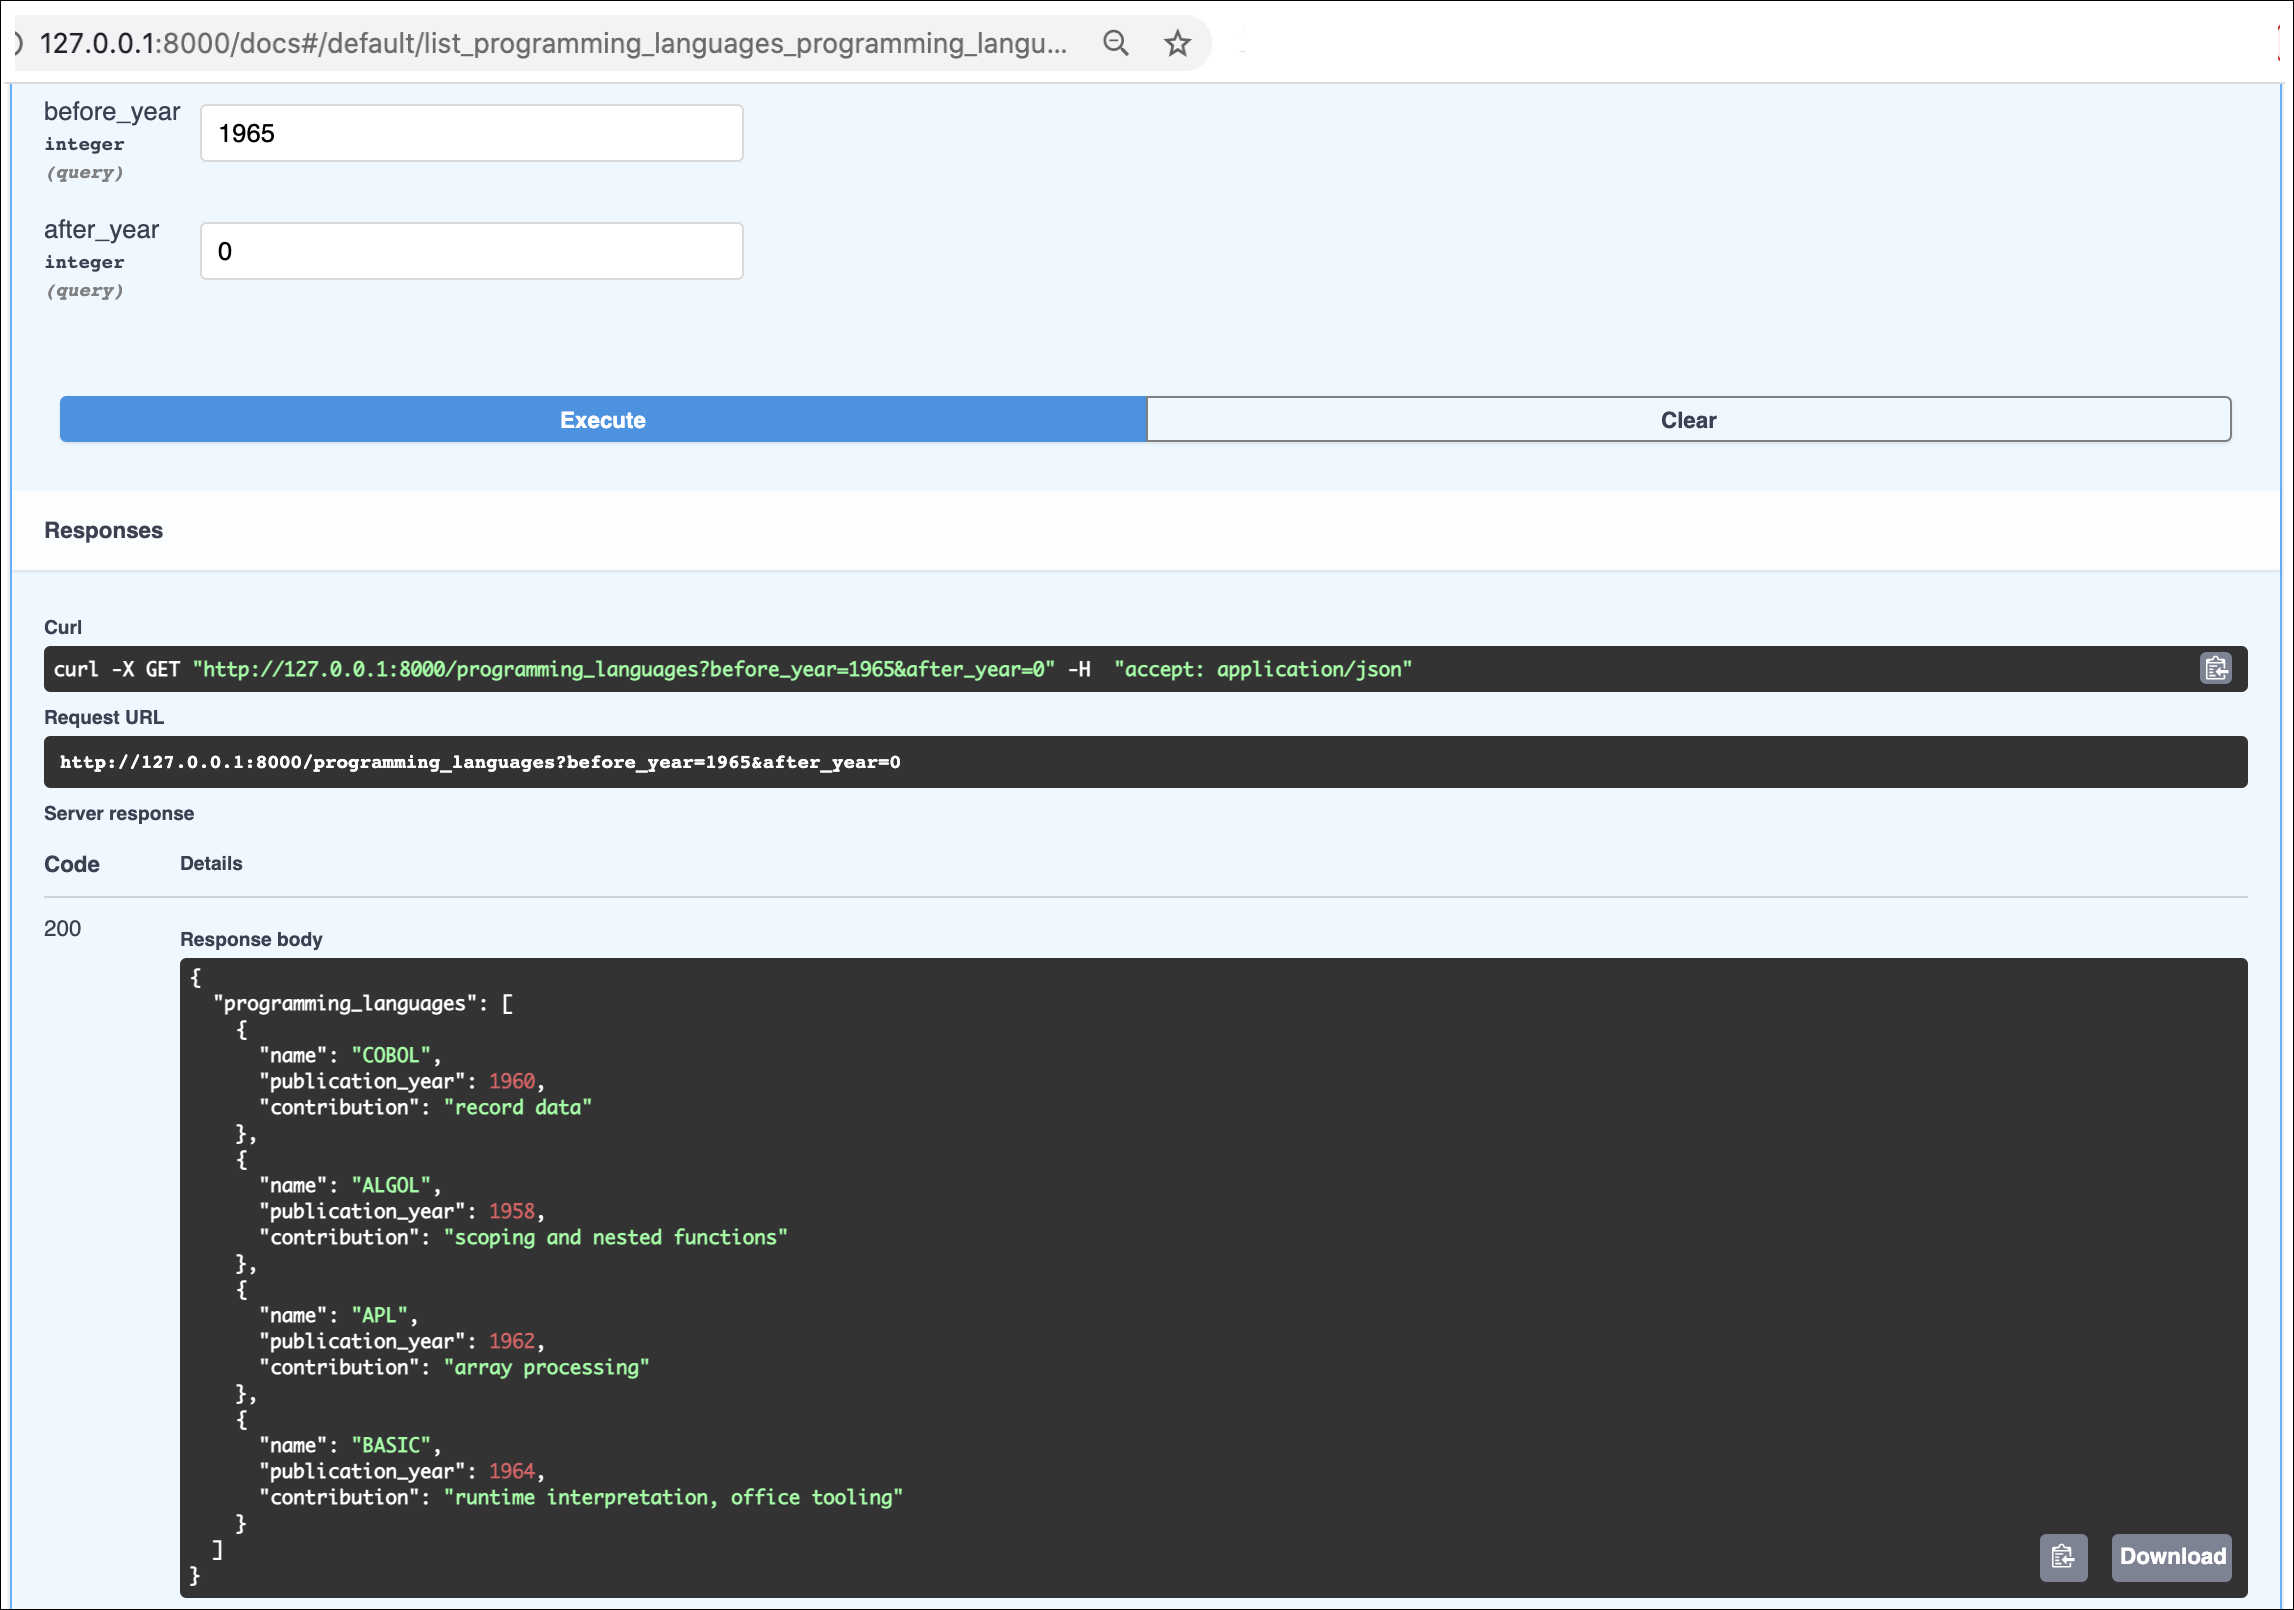 127.0.0.1:8000/docs#/default/list_programming_languages_programming_langu...
before_year
integer
(query)
1965
after_year
integer
(query)
0
Execute
Clear
Responses
Curl
curl -X GET "http://127.0.0.1:8000/programming_languages?before_year=1965&after_year=0" -H  "accept: application/json"
Request URL
http://127.0.0.1:8000/programming_languages?before_year=1965&after_year=0
Server response
Code Details
200
Response body
{
  "programming_languages": [
    {
      "name": "COBOL",
      "publication_year": 1960,
      "contribution": "record data"
    },
    {
      "name": "ALGOL",
      "publication_year": 1958,
      "contribution": "scoping and nested functions"
    },
    {
      "name": "APL",
      "publication_year": 1962,
      "contribution": "array processing"
    },
    {
      "name": "BASIC",
      "publication_year": 1964,
      "contribution": "runtime interpretation, office tooling"
    }
  ]
}
Download